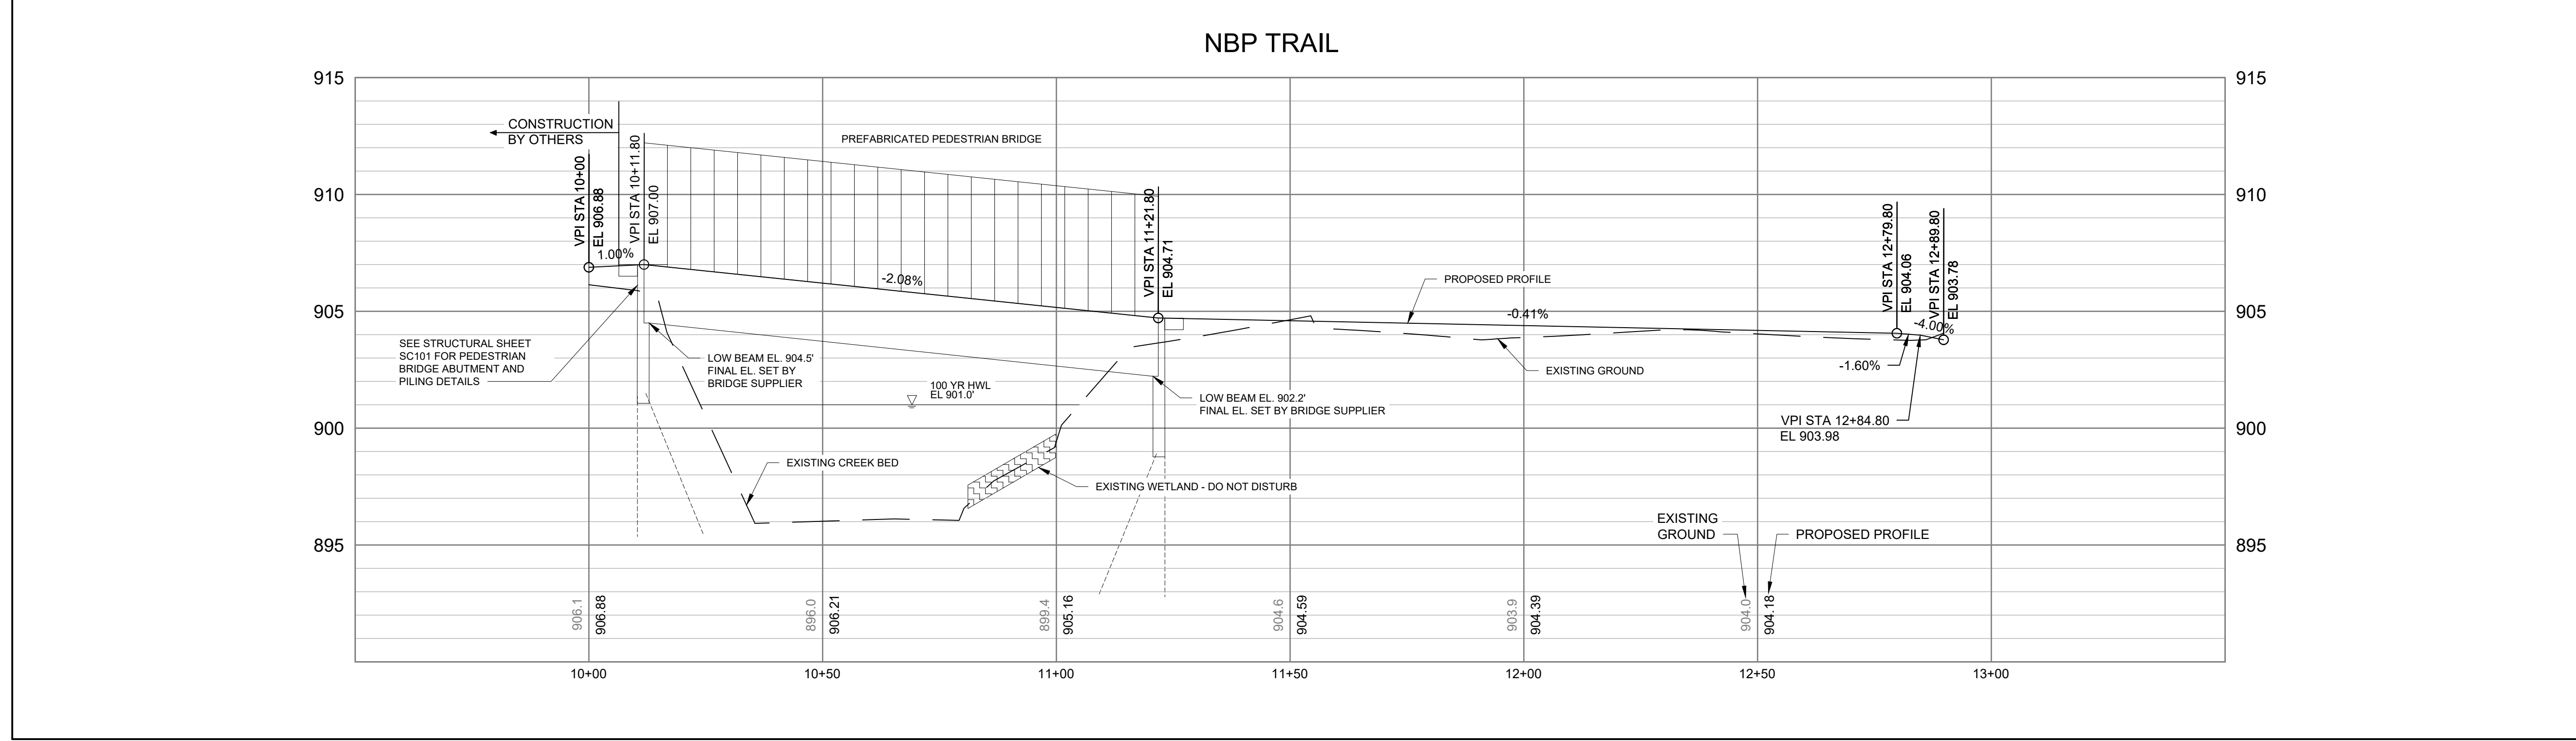 NBP TRAIL
915
915
CONSTRUCTION
BY OTHERS
PREFABRICATED PEDESTRIAN BRIDGE
VPI STA 10+00
EL 906.88
VPI STA 10+11.80
EL 907.00
1.00%
910
910
-2.08%
VPI STA 11+21.80
EL 904.71
PROPOSED PROFILE
-0.41%
VPI STA 12+79.80
EL 904.06
VPI STA 12+89.80
EL 903.78
-4.00%
905
905
SEE STRUCTURAL SHEET
SC101 FOR PEDESTRIAN
BRIDGE ABUTMENT AND
PILING DETAILS
LOW BEAM EL. 904.5'
FINAL EL. SET BY
BRIDGE SUPPLIER
100 YR HWL
EL 901.0'
LOW BEAM EL. 902.2'
FINAL EL. SET BY BRIDGE SUPPLIER
EXISTING GROUND
-1.60%
VPI STA 12+84.80
EL 903.98
900
900
EXISTING CREEK BED
EXISTING WETLAND - DO NOT DISTURB
EXISTING
GROUND
PROPOSED PROFILE
895
895
906.1
906.88
896.0
906.21
899.4
905.16
904.6
904.59
903.9
904.39
904.0
904.18
10+00
10+50
11+00
11+50
12+00
12+50
13+00